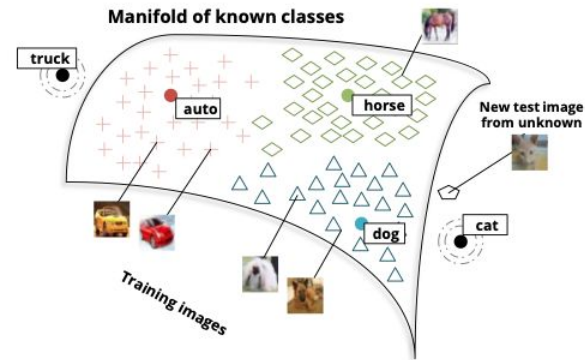 Manifold of known classes
truck
auto
horse
New test image
from unknown
cat
dog
Training images